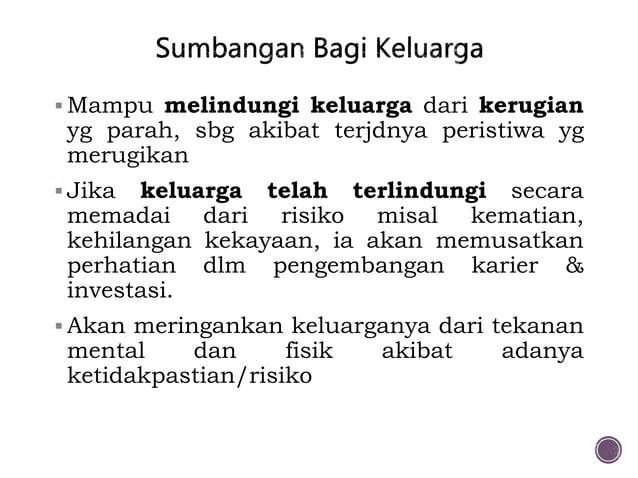 Sumbangan Bagi Keluarga
▪ Mampu melindungi keluarga dari kerugian
yg parah, sbg akibat terjdnya peristiwa yg
merugikan
▪ Jika keluarga telah terlindungi secara
memadai dari risiko misal kematian,
kehilangan kekayaan, ia akan memusatkan
perhatian dlm pengembangan karier &
investasi.
▪ Akan meringankan keluarganya dari tekanan
mental dan fisik akibat adanya
ketidakpastian/risiko